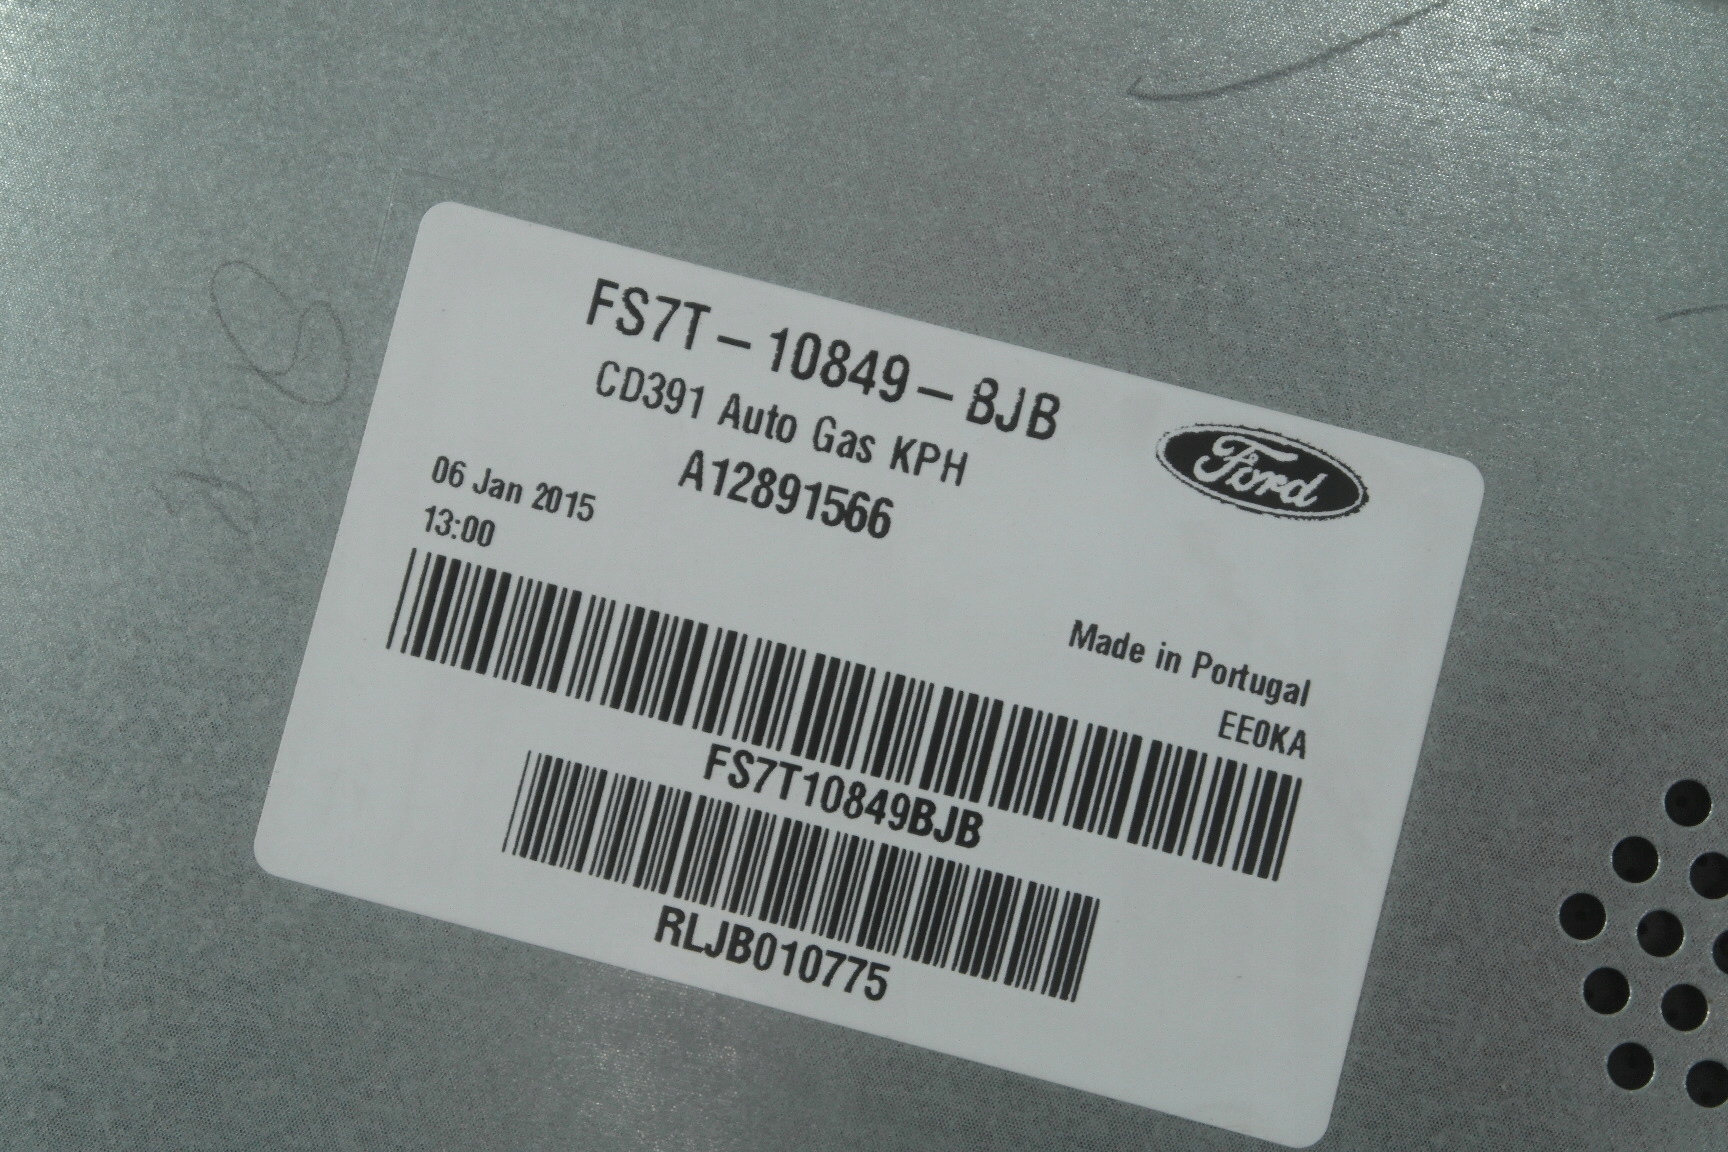 FS7T-10849-BJB
CD391 Auto Gas KPH
A12891566
Ford
06 Jan 2015
13:00
Made in Portugal
EE0KA
FS7T10849BJB
RLJB010775